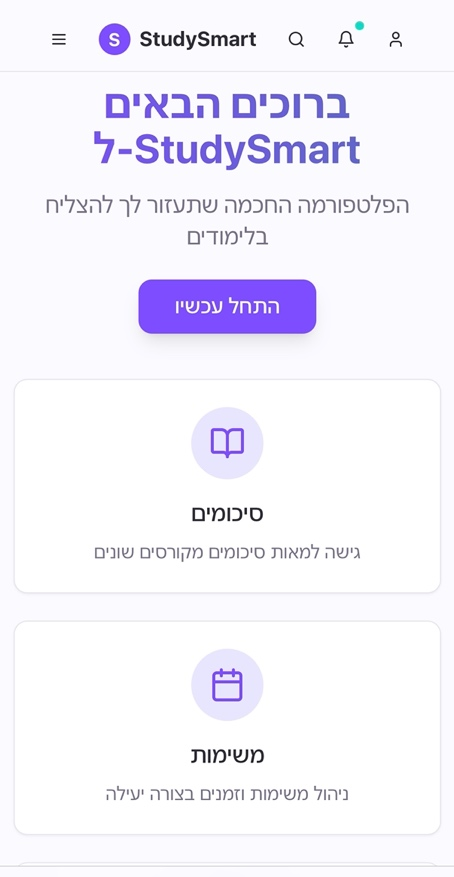 S StudySmart
ברוכים הבאים
ל-StudySmart
הפלטפורמה החכמה שתעזור לך להצליח
בלימודים
התחל עכשיו
סיכומים
גישה למאות סיכומים מקורסים שונים
משימות
ניהול משימות וזמנים בצורה יעילה